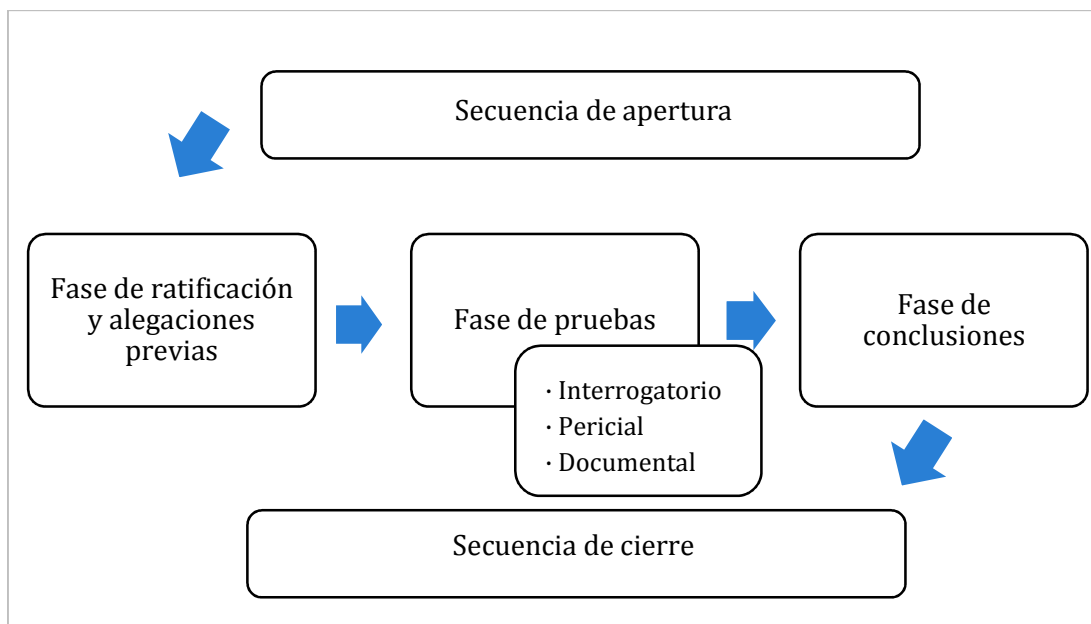 Secuencia de apertura
Fase de ratificación
y alegaciones
previas
Fase de pruebas
· Interrogatorio
· Pericial
· Documental
Fase de
conclusiones
Secuencia de cierre